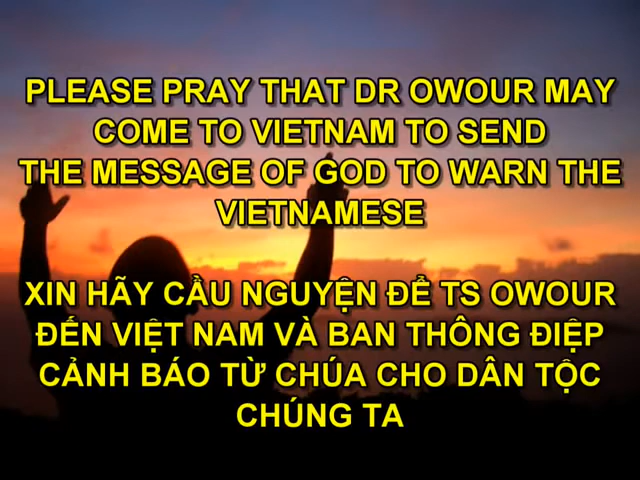 PLEASE PRAY THAT DR OWOUR MAY
COME TO VIETNAM TO SEND
THE MESSAGE OF GOD TO WARN THE
VIETNAMESE
XIN HÃY CẦU NGUYỆN ĐỂ TS OWOUR
ĐẾN VIỆT NAM VÀ BAN THÔNG ĐIỆP
CẢNH BÁO TỪ CHÚA CHO DÂN TỘC
CHÚNG TA